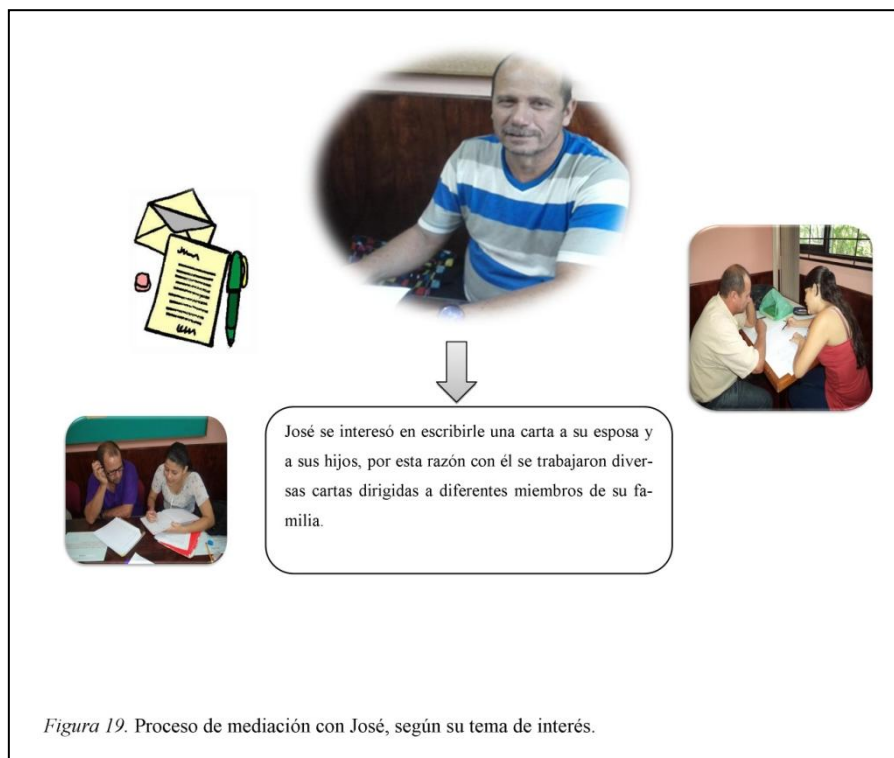 José se interesó en escribirle una carta a su esposa y
a sus hijos, por esta razón con él se trabajaron diver-
sas cartas dirigidas a diferentes miembros de su fa-
milia.
Figura 19. Proceso de mediación con José, según su tema de interés.